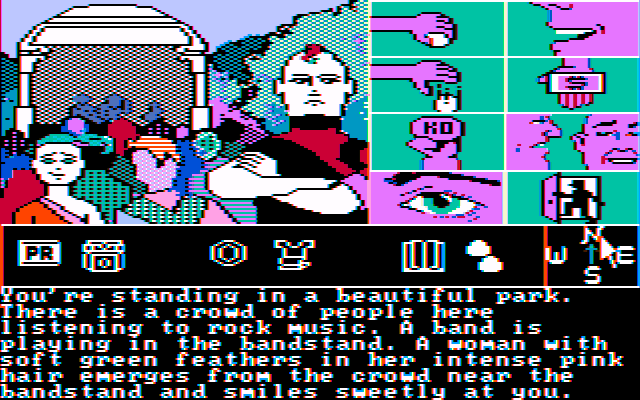 S
KO
PR
N
W E
S
You're standing in a beautiful park.
There is a crowd of people here
listening to rock music. A band is
playing in the bandstand. A woman with
soft green feathers in her intense pink
hair emerges from the crowd near the
bandstand and smiles sweetly at you.